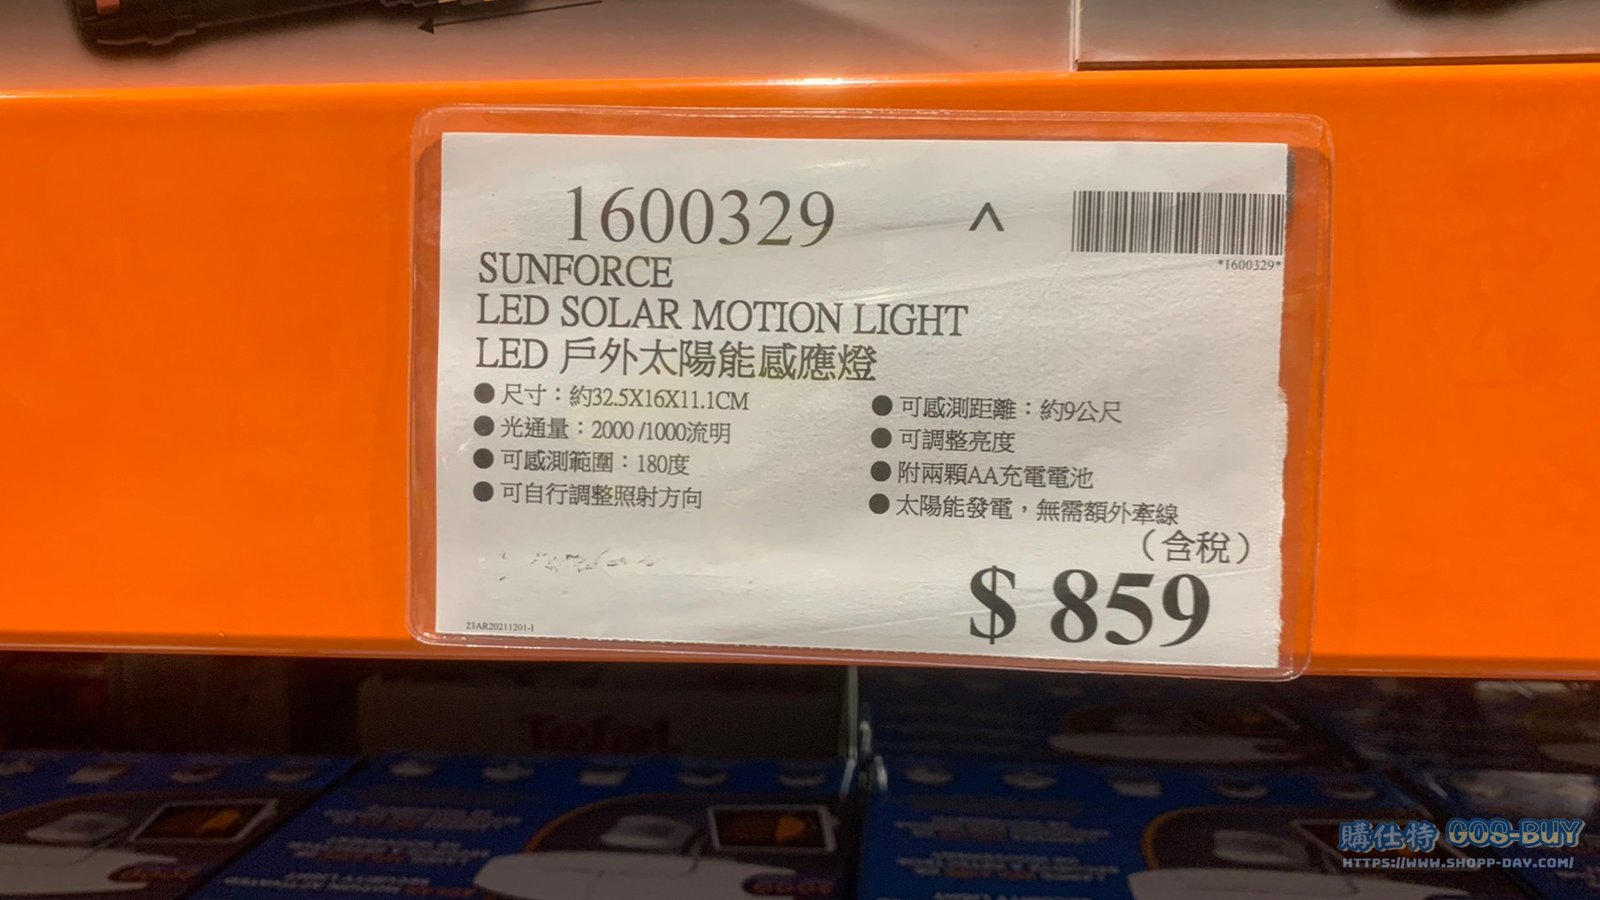 1600329
^
*1600329*
SUNFORCE
LED SOLAR MOTION LIGHT
LED 戶外太陽能感應燈
●尺寸：約32.5X16X11.1CM
●光通量：2000 /1000流明
●可感測範圍：180度
●可自行調整照射方向
●可感測距離：約9公尺
●可調整亮度
●附兩顆AA充電電池
●太陽能發電，無需額外牽線
（含稅）
$ 859
23AR20211201-1
Tefal
購仕特 GOS-BUY
HTTPS://WWW.SHOPP-DAY.COM/